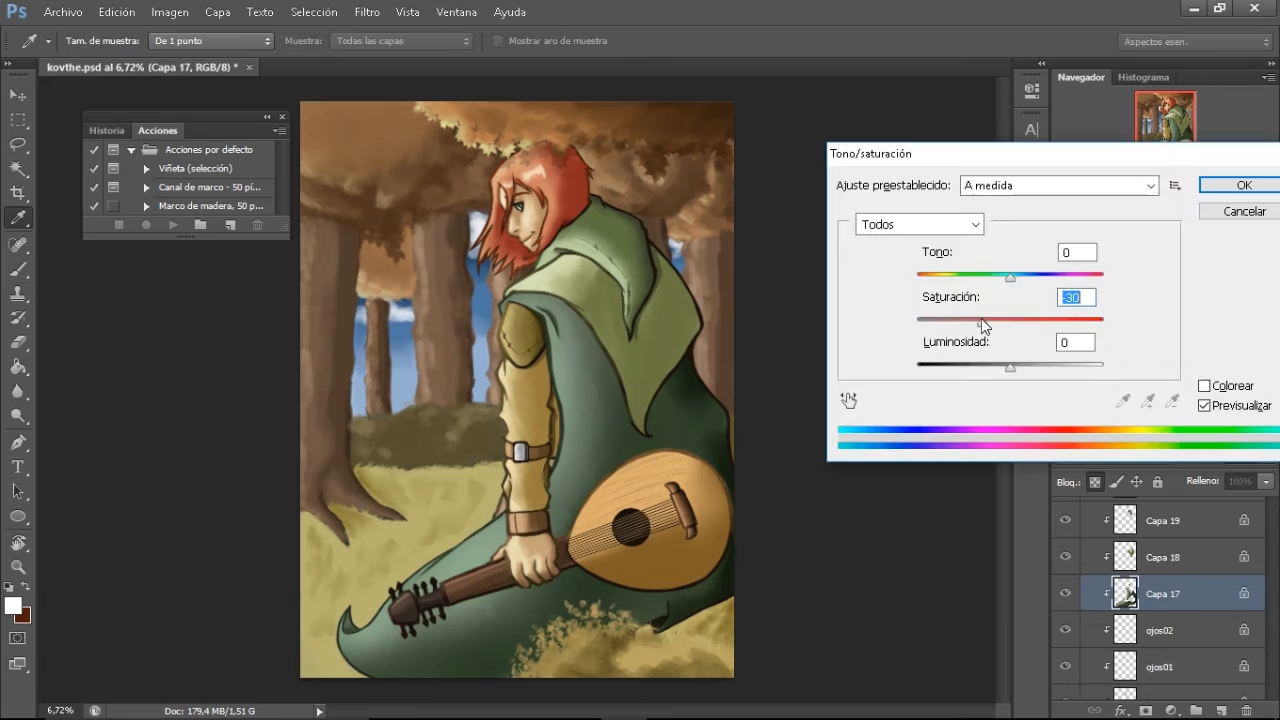 Ps Archivo Edición Imagen Capa Texto Selección Filtro Vista Ventana Ayuda
Tam. de muestra: De 1 punto Muestra: Todas las capas Mostrar aro de muestra Aspectos esen.
kovthe.psd al 6,72% (Capa 17, RGB/8) * ×
Navegador Histograma
Historia Acciones
Acciones por defecto
Viñeta (selección)
Canal de marco - 50 pí...
Marco de madera, 50 p...
A
Tono/saturación
Ajuste preestablecido: A medida OK
Cancelar
Todos
Tono: 0
Saturación: -30
Luminosidad: 0
Colorear
Previsualizar
Bloq.: Relleno: 100%
Capa 19
Capa 18
Capa 17
ojos02
ojos01
fx
T
6,72% Doc: 179,4 MB/1,51 G